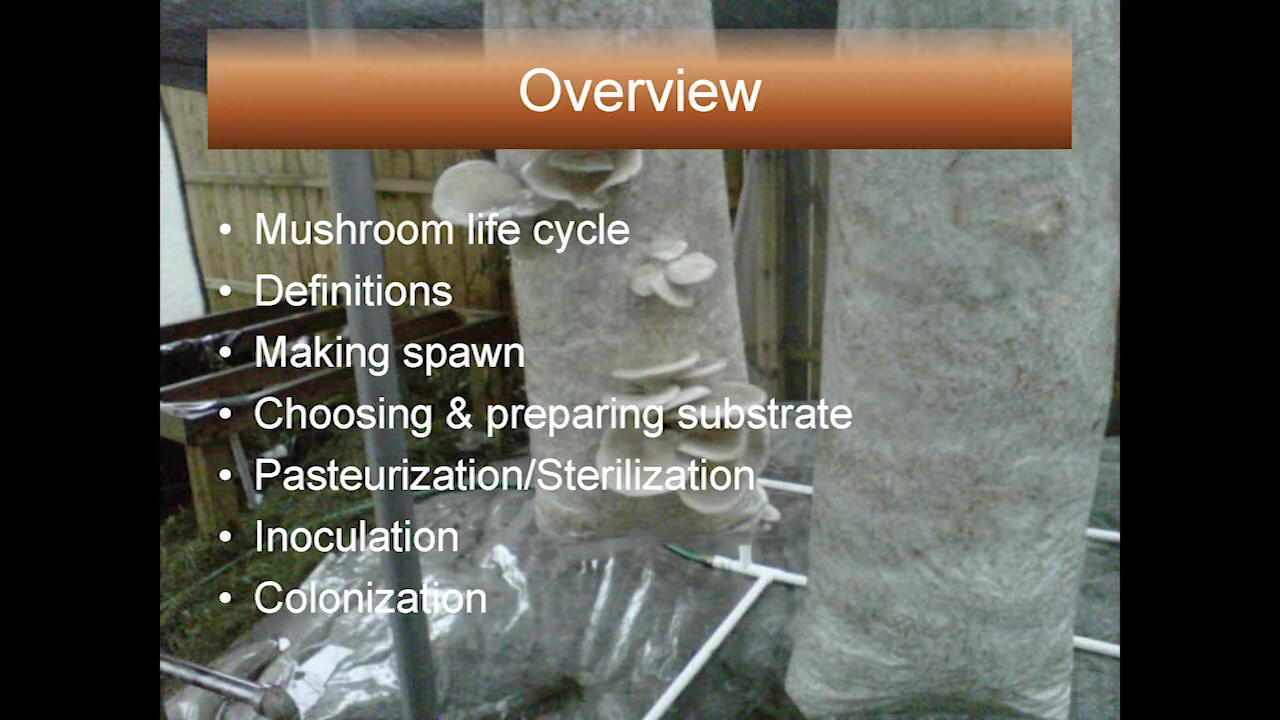 Overview
• Mushroom life cycle
• Definitions
• Making spawn
• Choosing & preparing substrate
• Pasteurization/Sterilization
• Inoculation
• Colonization